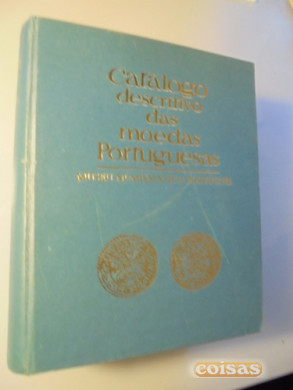 Catálogo
descritivo
das
moedas
Portuguesas
coisas